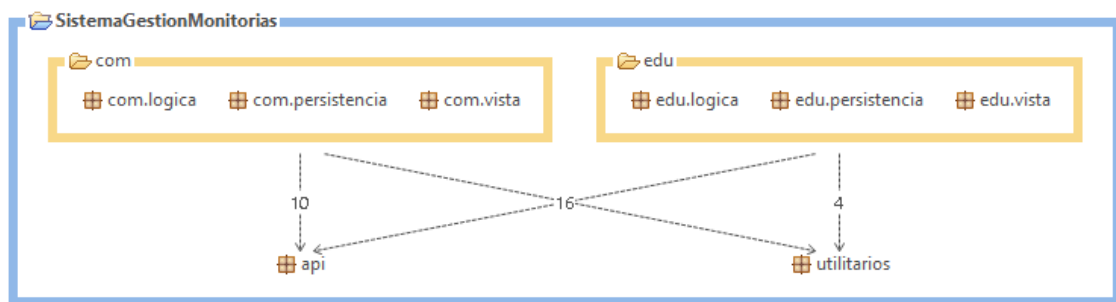 SistemaGestionMonitorias
com edu
com.logica com.persistencia com.vista edu.logica edu.persistencia edu.vista
10 16 4
api utilitarios